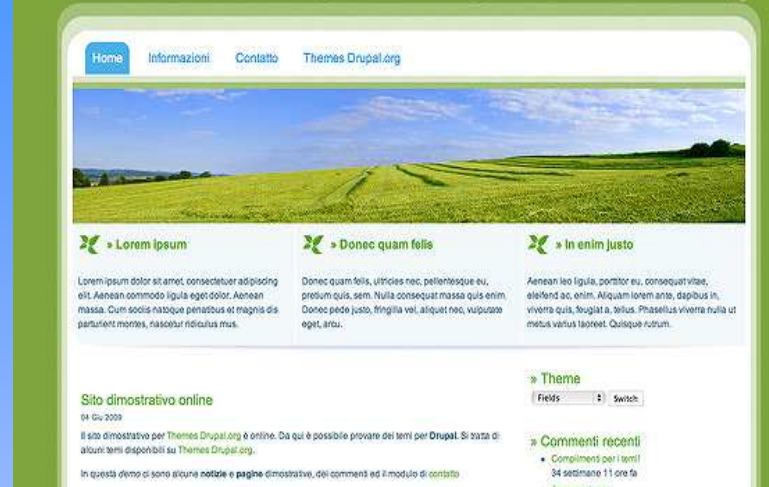 Home Informazioni Contatto Themes Drupal.org
» Lorem ipsum
Lorem ipsum dolor sit amet, consectetuer adipiscing
elit. Aenean commodo ligula eget dolor. Aenean
massa. Cum sociis natoque penatibus et magnis dis
parturient montes, nascetur ridiculus mus.
» Donec quam felis
Donec quam felis, ultricies nec, pellentesque eu,
pretium quis, sem. Nulla consequat massa quis enim.
Donec pede justo, fringilla vel, aliquet nec, vulputate
eget, arcu.
» In enim justo
Aenean leo ligula, porttitor eu, consequat vitae,
eleifend ac, enim. Aliquam lorem ante, dapibus in,
viverra quis, feugiat a, tellus. Phasellus viverra nulla ut
metus varius laoreet. Quisque rutrum.
Sito dimostrativo online
04 Giu 2009
Il sito dimostrativo per Themes Drupal.org è online. Da qui è possibile provare dei temi per Drupal. Si tratta di
alcuni temi disponibili su Themes Drupal.org.
In questa demo ci sono alcune notizie e pagine dimostrative, dei commenti ed il modulo di contatto
» Theme
Fields Switch
» Commenti recenti
Complimenti per i temi!
34 settimane 11 ore fa